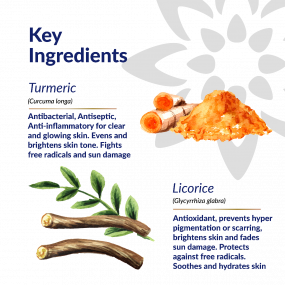 Key
Ingredients
Turmeric
(Curcuma longa)
Antibacterial, Antiseptic,
Anti-inflammatory for clear
and glowing skin. Evens and
brightens skin tone. Fights
free radicals and sun damage
Licorice
(Glycyrrhiza glabra)
Antioxidant, prevents hyper
pigmentation or scarring,
brightens skin and fades
sun damage. Protects
against free radicals.
Soothes and hydrates skin